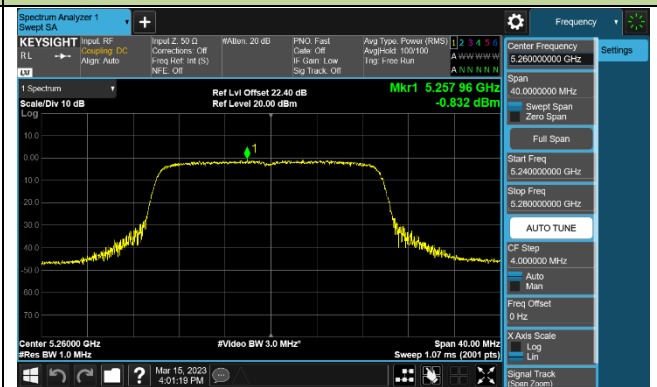 Spectrum Analyzer 1
Swept SA
+
Frequency
KEYSIGHT
RL
LXI
Input: RF
Coupling: DC
Align: Auto
Input Z: 50 Ω
Corrections: Off
Freq Ref: Int (S)
NFE: Off
#Atten: 20 dB
PNO: Fast
Gate: Off
IF Gain: Low
Sig Track: Off
Avg Type: Power (RMS)
Avg|Hold: 100/100
Trig: Free Run
1 2 3 4 5 6
A W W W W W
A N N N N N
1 Spectrum
Scale/Div 10 dB
Log
Ref Lvl Offset 22.40 dB
Ref Level 20.00 dBm
Mkr1 5.257 96 GHz
-0.832 dBm
10.0
0.00
1
10.0
20.0
30.0
40.0
-50.0
60.0
70.0
Center 5.26000 GHz
#Res BW 1.0 MHz
#Video BW 3.0 MHz*
Span 40.00 MHz
Sweep 1.07 ms (2001 pts)
Center Frequency
5.260000000 GHz
Span
40.0000000 MHz
Swept Span
Zero Span
Full Span
Start Freq
5.240000000 GHz
Stop Freq
5.280000000 GHz
AUTO TUNE
CF Step
4.000000 MHz
Auto
Man
Freq Offset
0 Hz
X Axis Scale
Log
Lin
Signal Track
(Span Zoom)
Settings
?
Mar 15, 2023
4:01:19 PM